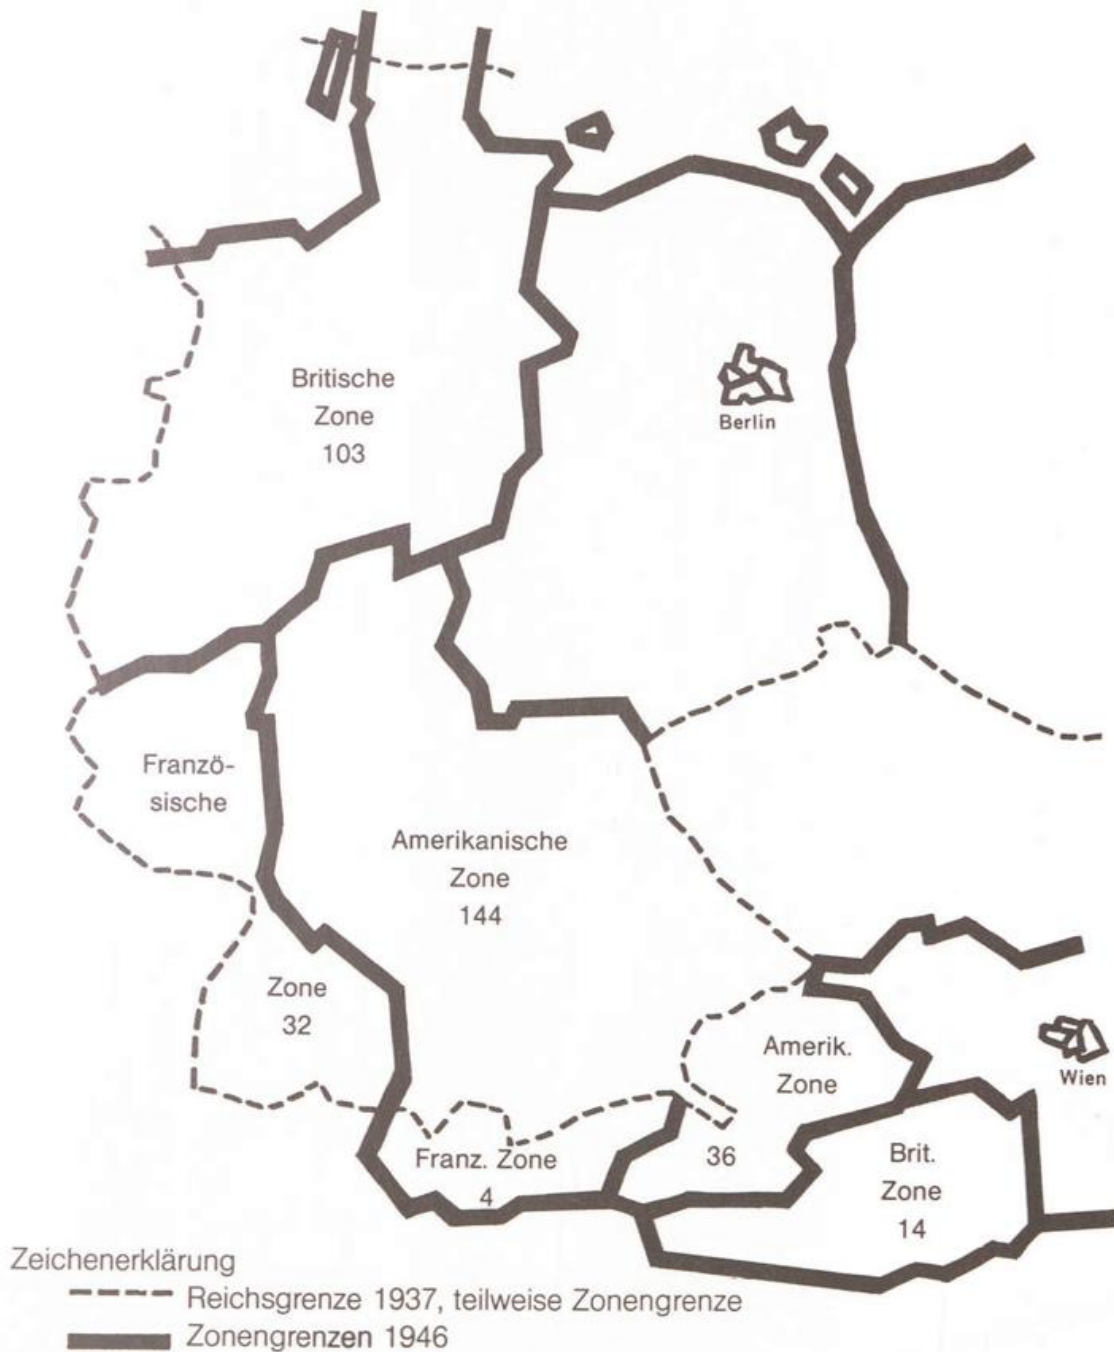 Britische
Zone
103
Berlin
Franzö-
sische
Amerikanische
Zone
144
Zone
32
Amerik.
Zone
36
Wien
Franz. Zone
4
Brit.
Zone
14
Zeichenerklärung
Reichsgrenze 1937, teilweise Zonengrenze
Zonengrenzen 1946